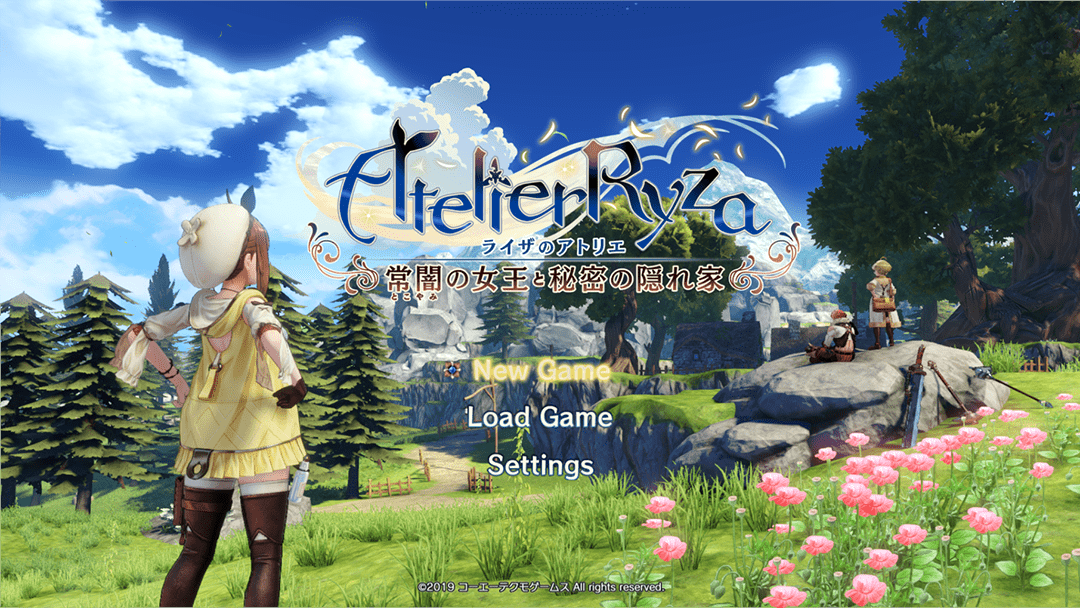 Atelier Ryza
ライザのアトリエ
常闇の女王と秘密の隠れ家
とこやみ
New Game
Load Game
Settings
©2019 コーエーテクモゲームス All rights reserved.